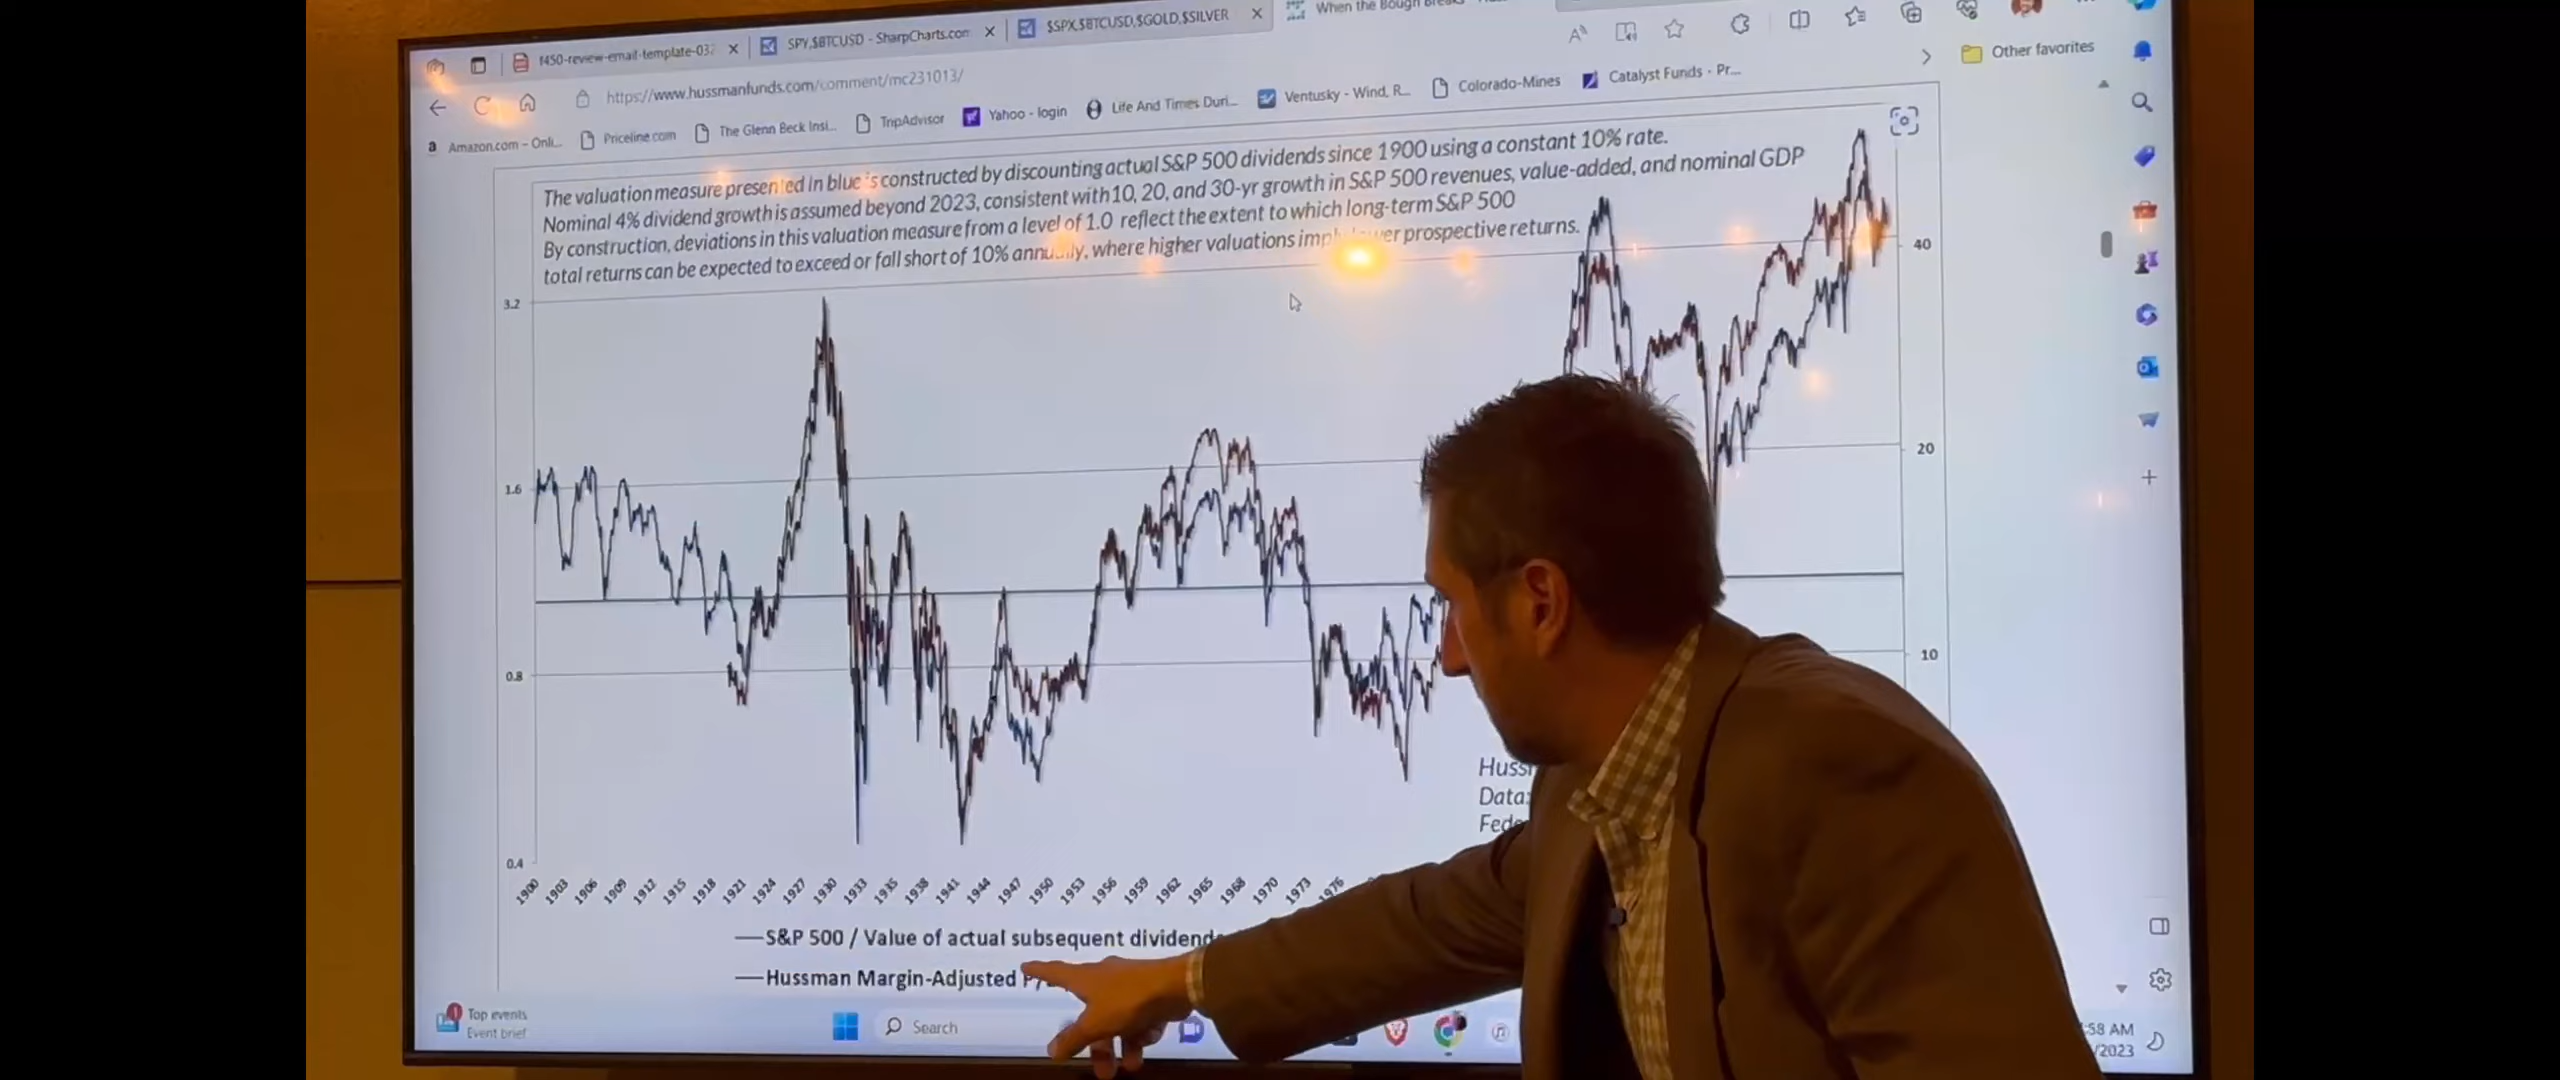 f450-review-email-template-032
SPY,$BTCUSD - SharpCharts.com
$SPX,$BTCUSD,$GOLD,$SILVER
When the Bough Breaks
https://www.hussmanfunds.com/comment/mc231013/
Other favorites
Amazon.com – Onli...
Priceline.com
The Glenn Beck Insi...
TripAdvisor
Yahoo - login
Life And Times Duri...
Ventusky - Wind, R...
Colorado-Mines
Catalyst Funds - Pr...
The valuation measure presented in blue is constructed by discounting actual S&P 500 dividends since 1900 using a constant 10% rate.
Nominal 4% dividend growth is assumed beyond 2023, consistent with 10, 20, and 30-yr growth in S&P 500 revenues, value-added, and nominal GDP
By construction, deviations in this valuation measure from a level of 1.0 reflect the extent to which long-term S&P 500
total returns can be expected to exceed or fall short of 10% annually, where higher valuations imply lower prospective returns.
3.2
1.6
0.8
0.4
40
20
10
1900 1903 1906 1909 1912 1915 1918 1921 1924 1927 1930 1933 1935 1938 1941 1944 1947 1950 1953 1956 1959 1962 1965 1968 1970 1973 1976
Data:
S&P 500 / Value of actual subsequent dividend
Hussman Margin-Adjusted
Top events
Event brief
Search
:58 AM
/2023